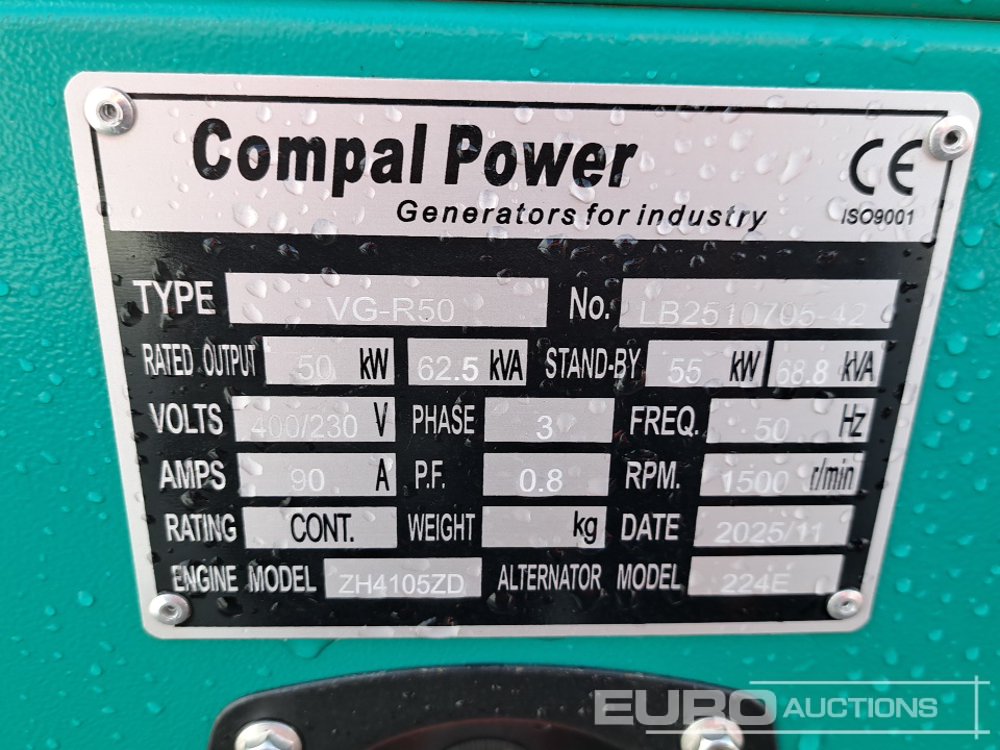 Compal Power
Generators for industry
CE
ISO9001
TYPE VG-R50 No. LB2510705-42
RATED OUTPUT 50 kW 62.5 kVA STAND-BY 55 kW 68.8 kVA
VOLTS 400/230 V PHASE 3 FREQ. 50 Hz
AMPS 90 A P.F. 0.8 RPM. 1500 r/min
RATING CONT. WEIGHT kg DATE 2025/11
ENGINE MODEL ZH4105ZD ALTERNATOR MODEL 224E
EURO AUCTIONS